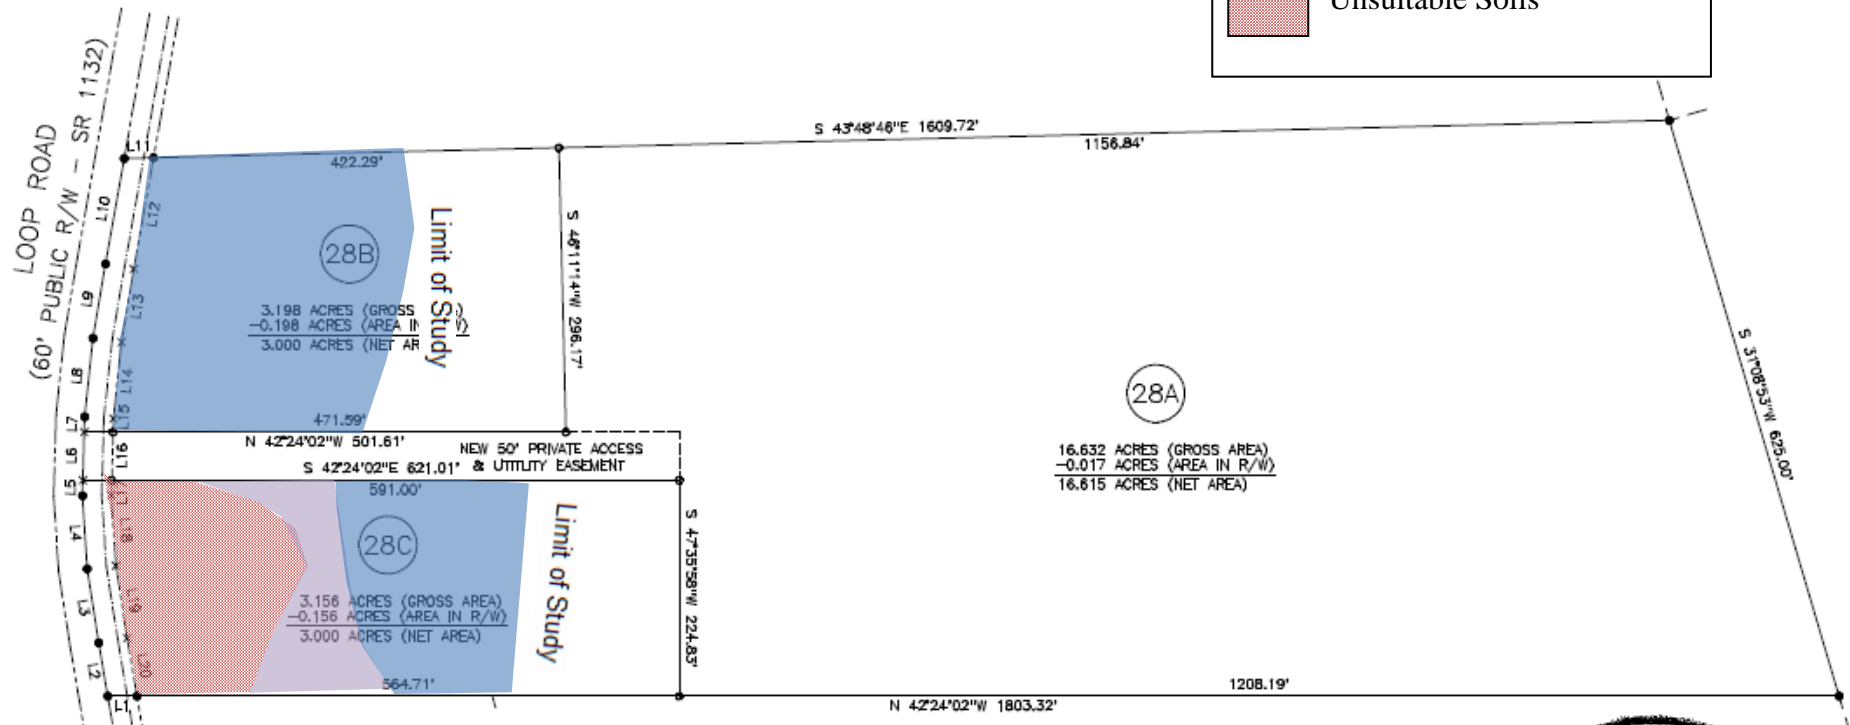 Unsuitable Soils
LOOP ROAD
(60' PUBLIC R/W - SR 1132)
S 43°48'46"E 1609.72'
L11
422.29'
1156.84'
L10
L12
L9
L13
L8
L14
L7
L15
L6
L16
L5
L17
L4
L18
L3
L19
L2
L20
L1
28B
3.198 ACRES (GROSS
-0.198 ACRES (AREA IN
3.000 ACRES (NET AR
Limit of Study
S 46°11'14"W 296.17'
471.59'
N 42°24'02"W 501.61'
NEW 50' PRIVATE ACCESS
& UTITLITY EASEMENT
S 42°24'02"E 621.01'
591.00'
28C
3.156 ACRES (GROSS AREA)
-0.156 ACRES (AREA IN R/W)
3.000 ACRES (NET AREA)
Limit of Study
S 47°35'58"W 224.83'
564.71'
28A
16.632 ACRES (GROSS AREA)
-0.017 ACRES (AREA IN R/W)
16.615 ACRES (NET AREA)
S 31°08'53"W 625.00'
1208.19'
N 42°24'02"W 1803.32'